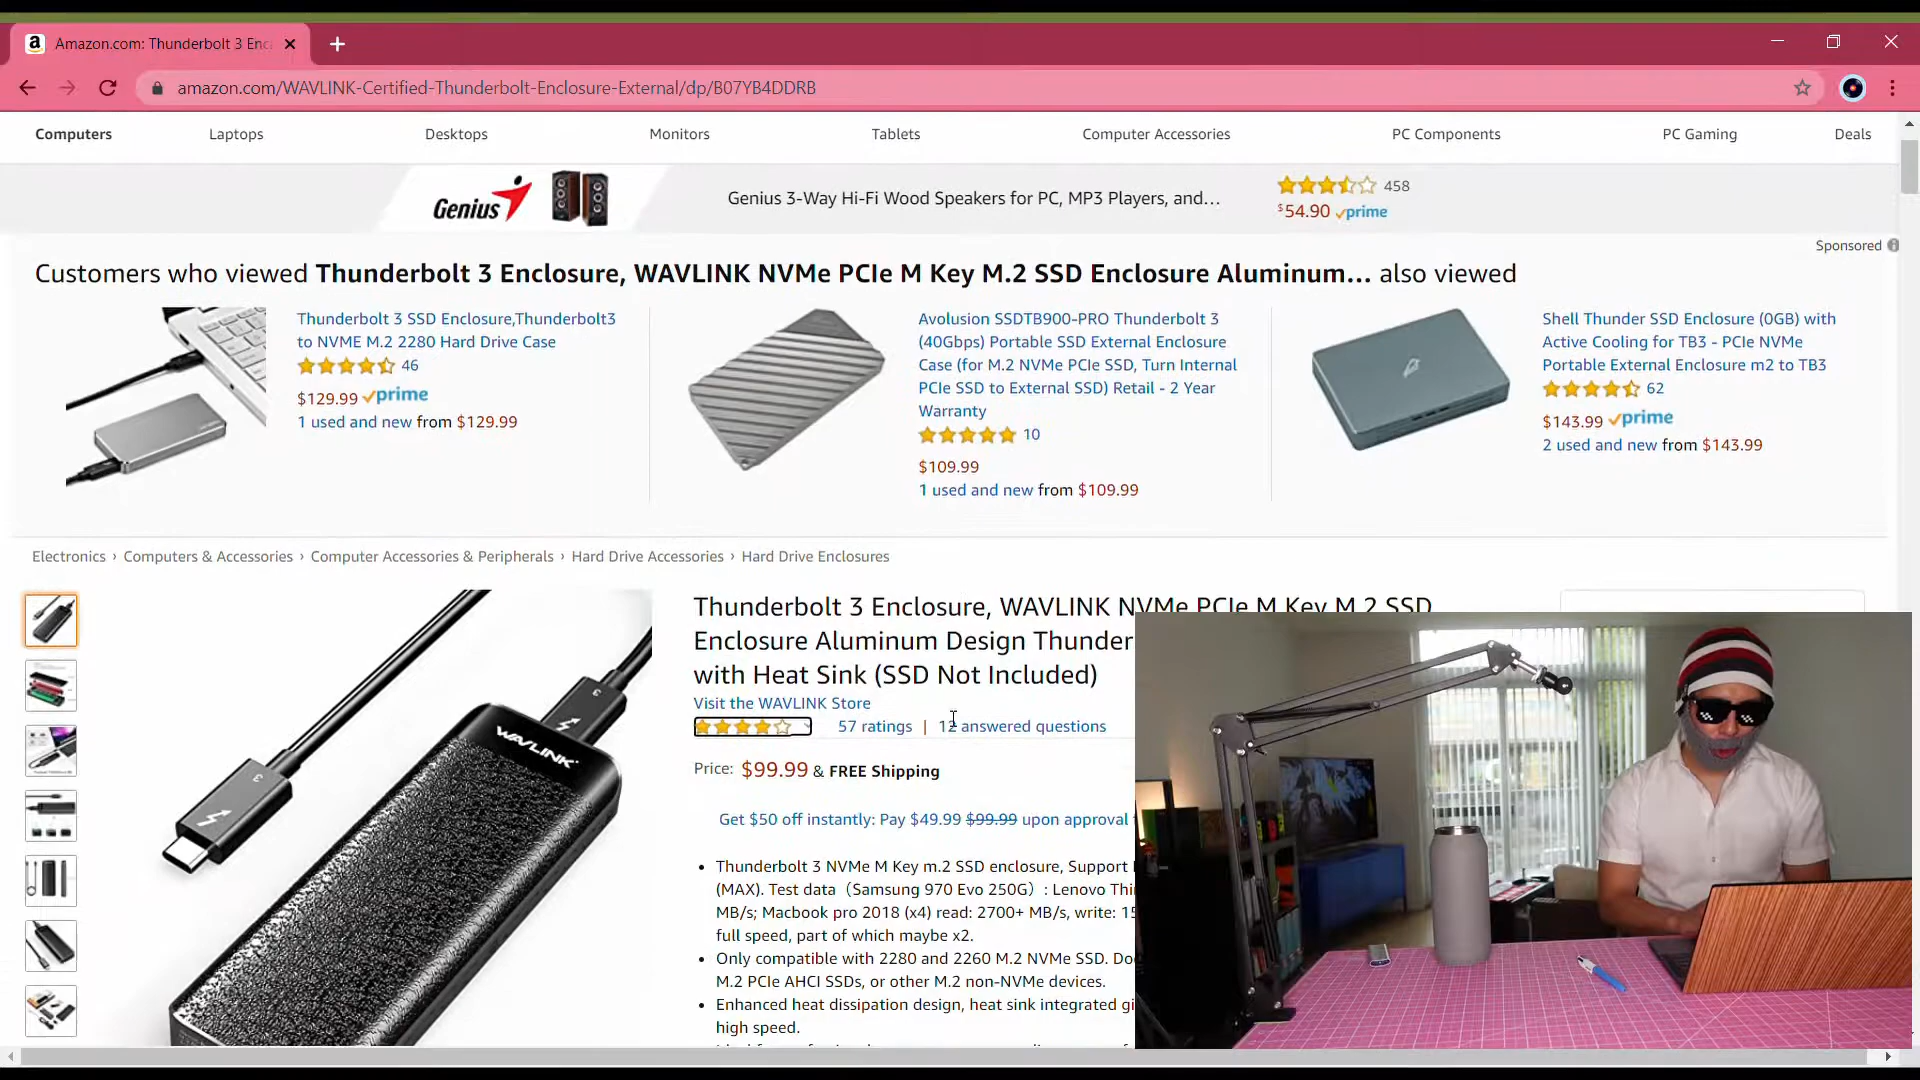 Amazon.com: Thunderbolt 3 Enc
amazon.com/WAVLINK-Certified-Thunderbolt-Enclosure-External/dp/B07YB4DDRB
Computers Laptops Desktops Monitors Tablets Computer Accessories PC Components PC Gaming Deals
Genius
Genius 3-Way Hi-Fi Wood Speakers for PC, MP3 Players, and...
458
$54.90 prime
Sponsored
Customers who viewed Thunderbolt 3 Enclosure, WAVLINK NVMe PCIe M Key M.2 SSD Enclosure Aluminum... also viewed
Thunderbolt 3 SSD Enclosure,Thunderbolt3
to NVME M.2 2280 Hard Drive Case
46
$129.99 prime
1 used and new from $129.99
Avolusion SSDTB900-PRO Thunderbolt 3
(40Gbps) Portable SSD External Enclosure
Case (for M.2 NVMe PCIe SSD, Turn Internal
PCIe SSD to External SSD) Retail - 2 Year
Warranty
10
$109.99
1 used and new from $109.99
Shell Thunder SSD Enclosure (0GB) with
Active Cooling for TB3 - PCIe NVMe
Portable External Enclosure m2 to TB3
62
$143.99 prime
2 used and new from $143.99
Electronics › Computers & Accessories › Computer Accessories & Peripherals › Hard Drive Accessories › Hard Drive Enclosures
WAVLINK
3
3
Thunderbolt 3 Enclosure, WAVLINK NVMe PCIe M Key M.2 SSD
Enclosure Aluminum Design Thunder
with Heat Sink (SSD Not Included)
Visit the WAVLINK Store
57 ratings | 12 answered questions
Price: $99.99 & FREE Shipping
Get $50 off instantly: Pay $49.99 $99.99 upon approval
• Thunderbolt 3 NVMe M Key m.2 SSD enclosure, Support
(MAX). Test data（Samsung 970 Evo 250G）: Lenovo Thi
MB/s; Macbook pro 2018 (x4) read: 2700+ MB/s, write: 15
full speed, part of which maybe x2.
• Only compatible with 2280 and 2260 M.2 NVMe SSD. Do
M.2 PCIe AHCI SSDs, or other M.2 non-NVMe devices.
• Enhanced heat dissipation design, heat sink integrated gi
high speed.